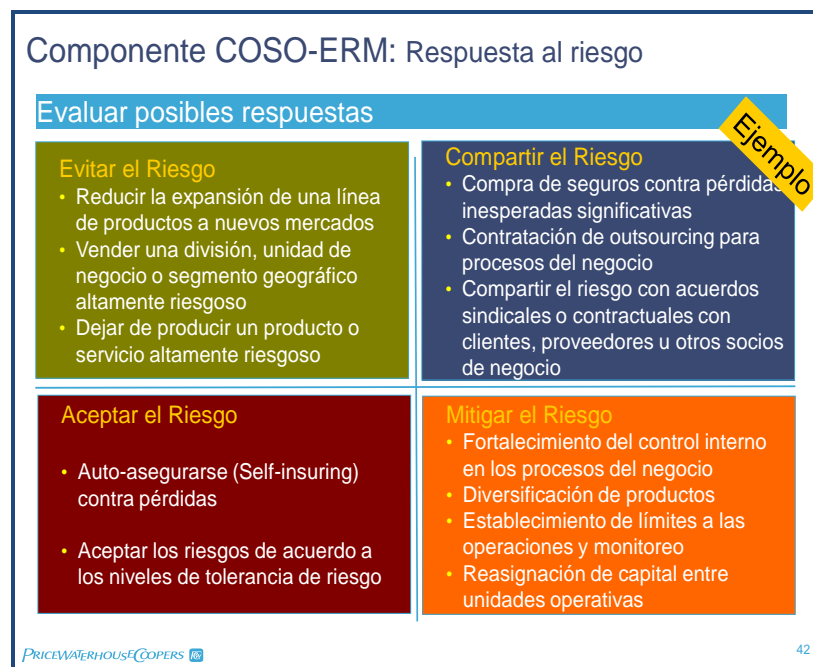 Componente COSO-ERM: Respuesta al riesgo
Evaluar posibles respuestas
Ejemplo
Evitar el Riesgo
• Reducir la expansión de una línea
de productos a nuevos mercados
• Vender una división, unidad de
negocio o segmento geográfico
altamente riesgoso
• Dejar de producir un producto o
servicio altamente riesgoso
Compartir el Riesgo
• Compra de seguros contra pérdidas
inesperadas significativas
• Contratación de outsourcing para
procesos del negocio
• Compartir el riesgo con acuerdos
sindicales o contractuales con
clientes, proveedores u otros socios
de negocio
Aceptar el Riesgo
• Auto-asegurarse (Self-insuring)
contra pérdidas
• Aceptar los riesgos de acuerdo a
los niveles de tolerancia de riesgo
Mitigar el Riesgo
• Fortalecimiento del control interno
en los procesos del negocio
• Diversificación de productos
• Establecimiento de límites a las
operaciones y monitoreo
• Reasignación de capital entre
unidades operativas
PRICEWATERHOUSECOOPERS
42